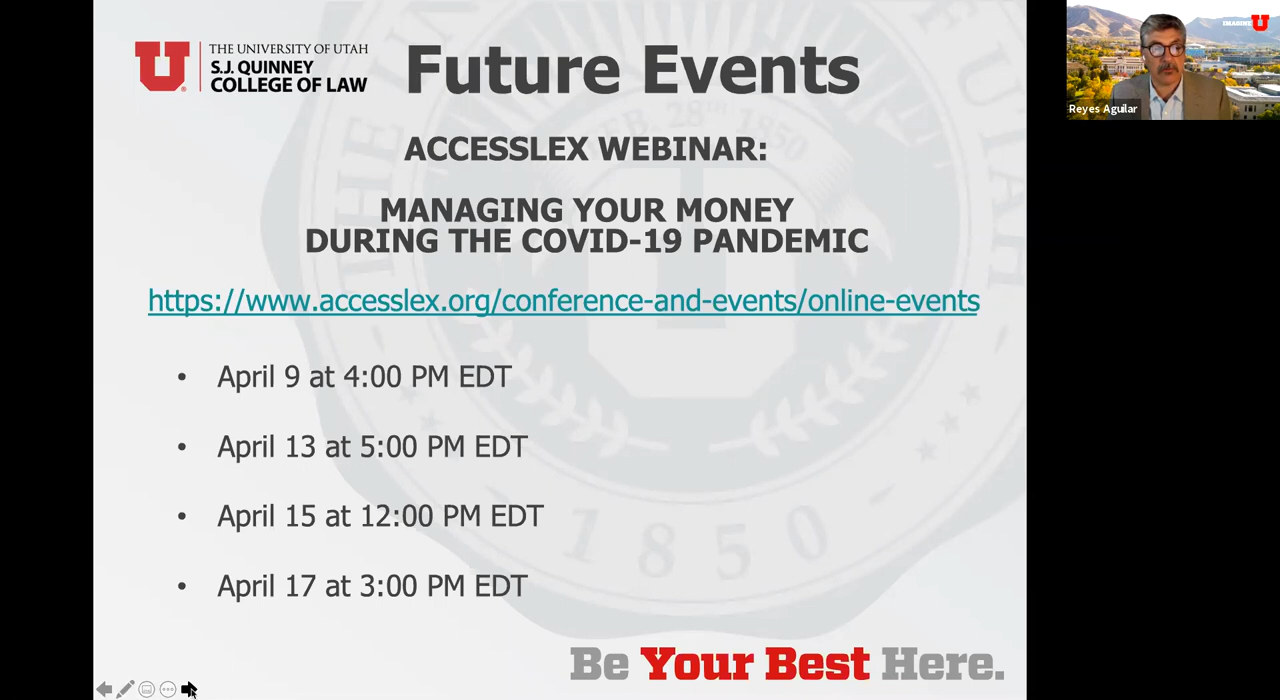 THE UNIVERSITY OF UTAH
S.J. QUINNEY
COLLEGE OF LAW
Future Events
ACCESSLEX WEBINAR:
MANAGING YOUR MONEY
DURING THE COVID-19 PANDEMIC
https://www.accesslex.org/conference-and-events/online-events
• April 9 at 4:00 PM EDT
• April 13 at 5:00 PM EDT
• April 15 at 12:00 PM EDT
• April 17 at 3:00 PM EDT
1850
Be Your Best Here.
IMAGINE U
Reyes Aguilar